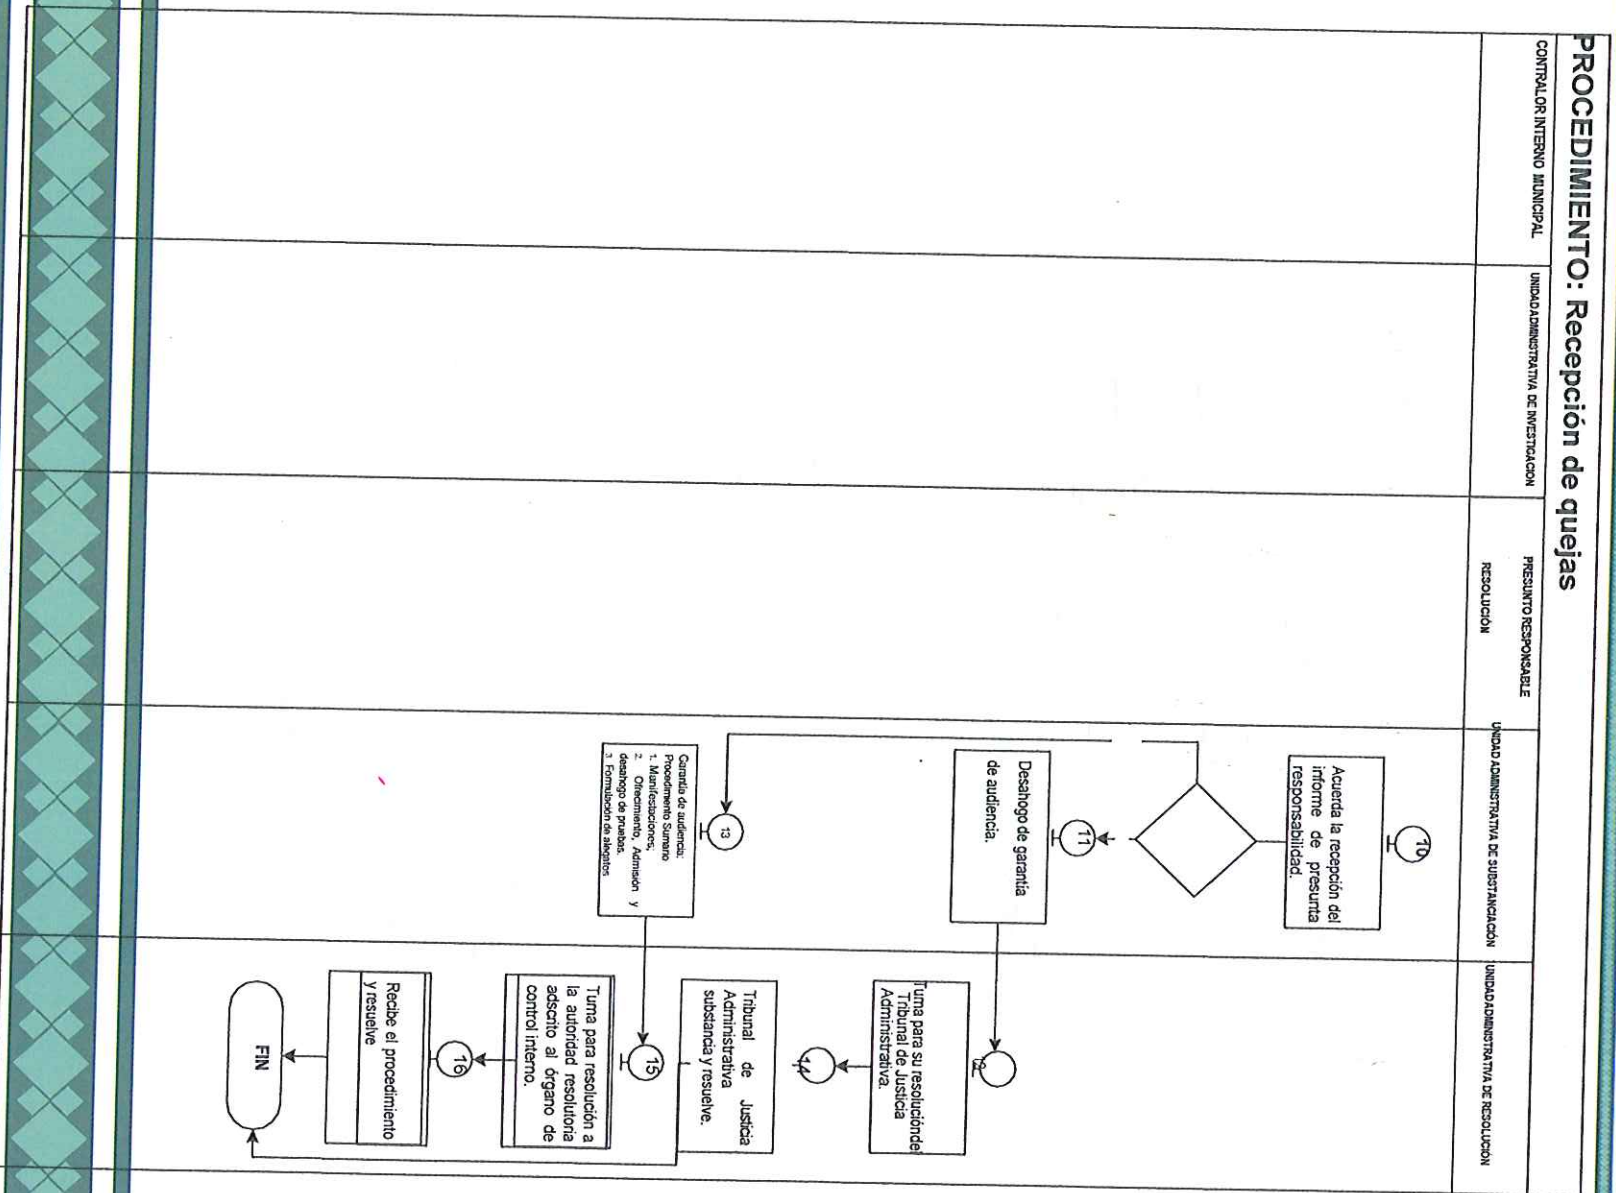 PROCEDIMIENTO: Recepción de quejas
CONTRALOR INTERNO MUNICIPAL
UNIDAD ADMINISTRATIVA DE INVESTIGACION
PRESUNTO RESPONSABLE
RESOLUCIÓN
UNIDAD ADMINISTRATIVA DE SUBSTANCIACIÓN
UNIDAD ADMINISTRATIVA DE RESOLUCIÓN
10
Acuerda la recepción del
informe de presunta
responsabilidad.
11
Desahogo de garantía
de audiencia.
12
Turna para su resolución de
Tribunal de Justicia
Administrativa.
13
Garantía de audiencia:
Procedimiento Sumario
1. Manifestaciones;
2. Ofrecimiento, Admisión y
desahogo de pruebas.
3. Formulación de alegatos
14
Tribunal de Justicia
Administrativa
substancia y resuelve.
15
Turna para resolución a
la autoridad resolutoria
adscrito al órgano de
control interno.
16
Recibe el procedimiento
y resuelve
FIN